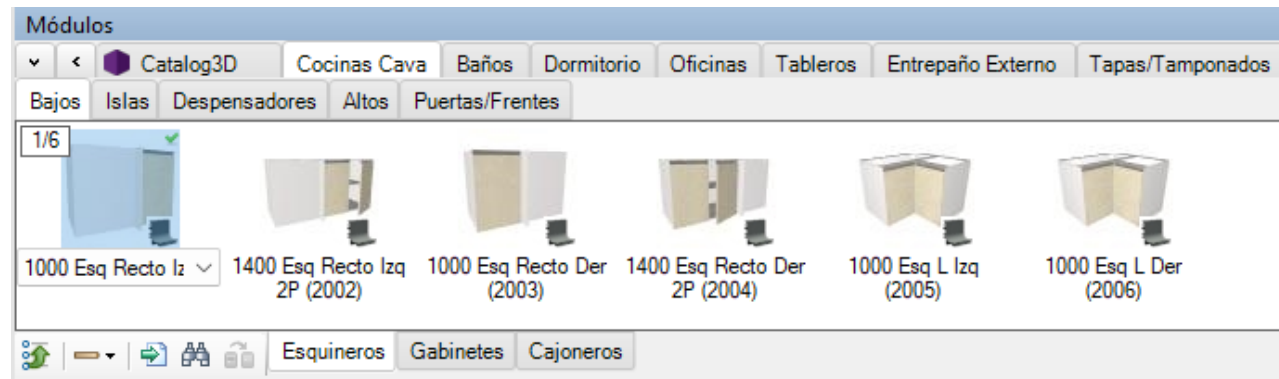 Módulos
Catalog3D Cocinas Cava Baños Dormitorio Oficinas Tableros Entrepaño Externo Tapas/Tamponados
Bajos Islas Despensadores Altos Puertas/Frentes
1/6
1000 Esq Recto Iz 1400 Esq Recto Izq 1000 Esq Recto Der 1400 Esq Recto Der 1000 Esq L Izq 1000 Esq L Der
2P (2002) (2003) 2P (2004) (2005) (2006)
Esquineros Gabinetes Cajoneros